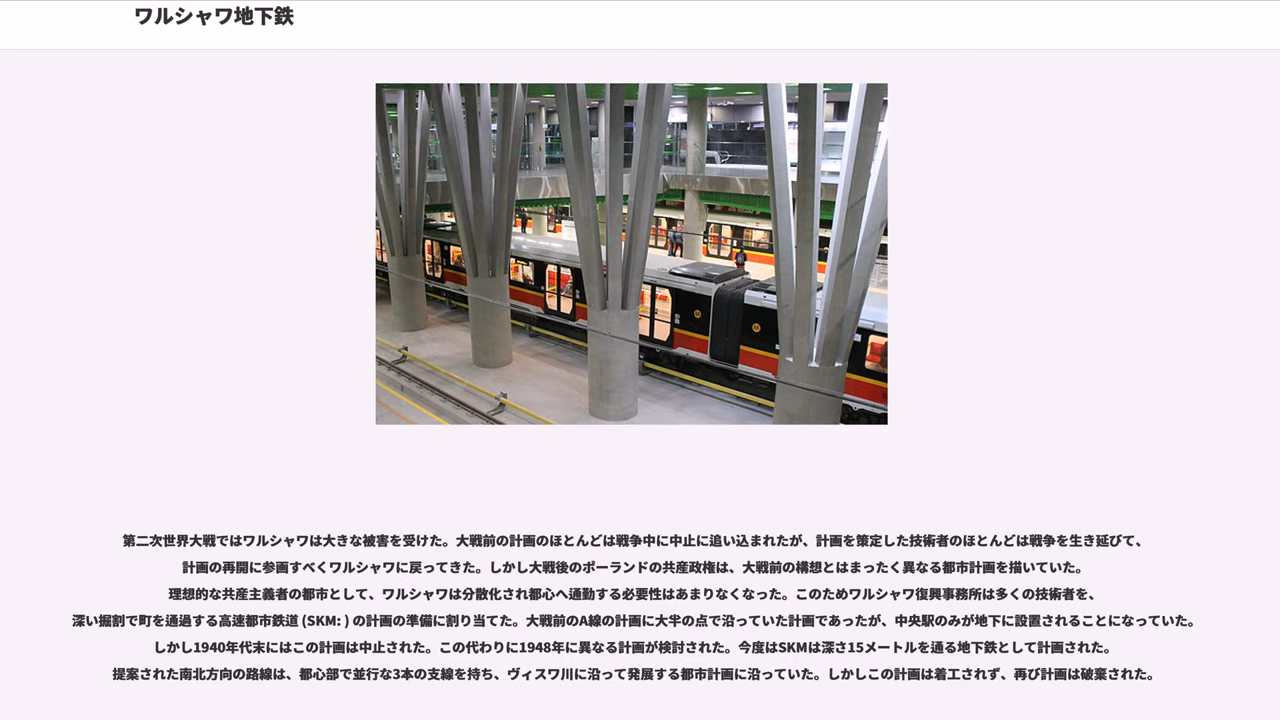 ワルシャワ地下鉄
第二次世界大戦ではワルシャワは大きな被害を受けた。大戦前の計画のほとんどは戦争中に中止に追い込まれたが、計画を策定した技術者のほとんどは戦争を生き延びて、
計画の再開に参画すべくワルシャワに戻ってきた。しかし大戦後のポーランドの共産政権は、大戦前の構想とはまったく異なる都市計画を描いていた。
理想的な共産主義者の都市として、ワルシャワは分散化され都心へ通勤する必要性はあまりなくなった。このためワルシャワ復興事務所は多くの技術者を、
深い掘割で町を通過する高速都市鉄道 (SKM: ) の計画の準備に割り当てた。大戦前のA線の計画に大半の点で沿っていた計画であったが、中央駅のみが地下に設置されることになっていた。
しかし1940年代末にはこの計画は中止された。この代わりに1948年に異なる計画が検討された。今度はSKMは深さ15メートルを通る地下鉄として計画された。
提案された南北方向の路線は、都心部で並行な3本の支線を持ち、ヴィスワ川に沿って発展する都市計画に沿っていた。しかしこの計画は着工されず、再び計画は破棄された。